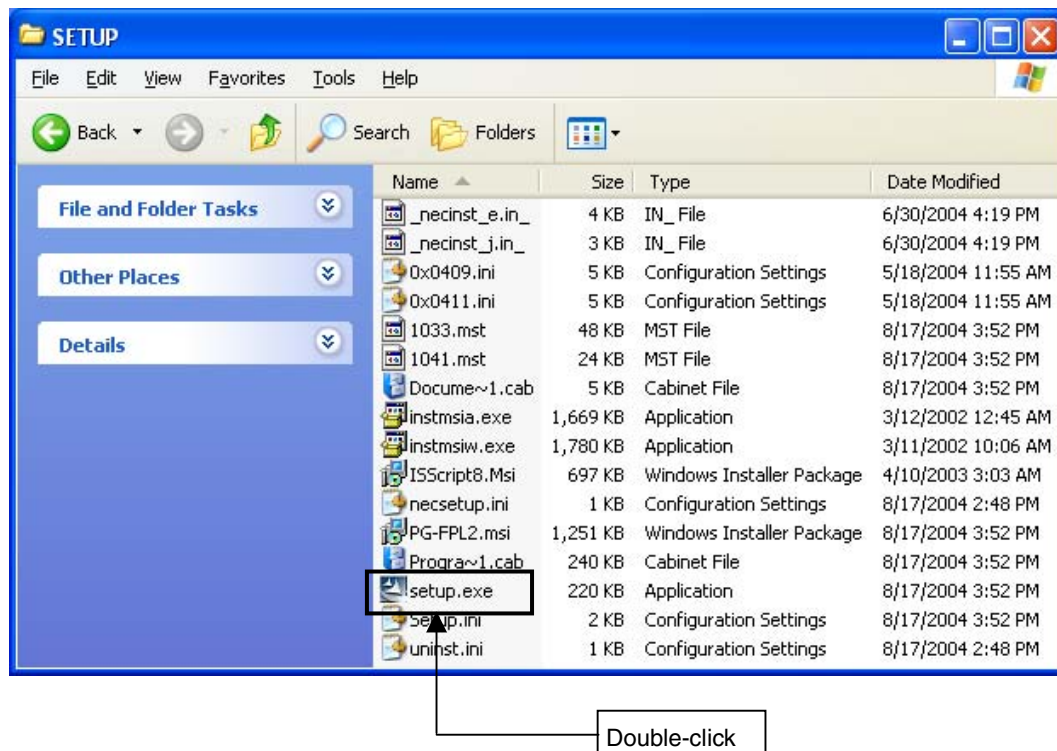 SETUP
File Edit View Favorites Tools Help
Back Search Folders
Name Size Type Date Modified
File and Folder Tasks
Other Places
Details
_necinst_e.in_ 4 KB IN_ File 6/30/2004 4:19 PM
_necinst_j.in_ 3 KB IN_ File 6/30/2004 4:19 PM
0x0409.ini 5 KB Configuration Settings 5/18/2004 11:55 AM
0x0411.ini 5 KB Configuration Settings 5/18/2004 11:55 AM
1033.mst 48 KB MST File 8/17/2004 3:52 PM
1041.mst 24 KB MST File 8/17/2004 3:52 PM
Docume~1.cab 5 KB Cabinet File 8/17/2004 3:52 PM
instmsia.exe 1,669 KB Application 3/12/2002 12:45 AM
instmsiw.exe 1,780 KB Application 3/11/2002 10:06 AM
ISScript8.Msi 697 KB Windows Installer Package 4/10/2003 3:03 AM
necsetup.ini 1 KB Configuration Settings 8/17/2004 2:48 PM
PG-FPL2.msi 1,251 KB Windows Installer Package 8/17/2004 3:52 PM
Progra~1.cab 240 KB Cabinet File 8/17/2004 3:52 PM
setup.exe 220 KB Application 8/17/2004 3:52 PM
Setup.ini 2 KB Configuration Settings 8/17/2004 3:52 PM
uninst.ini 1 KB Configuration Settings 8/17/2004 2:48 PM
Double-click